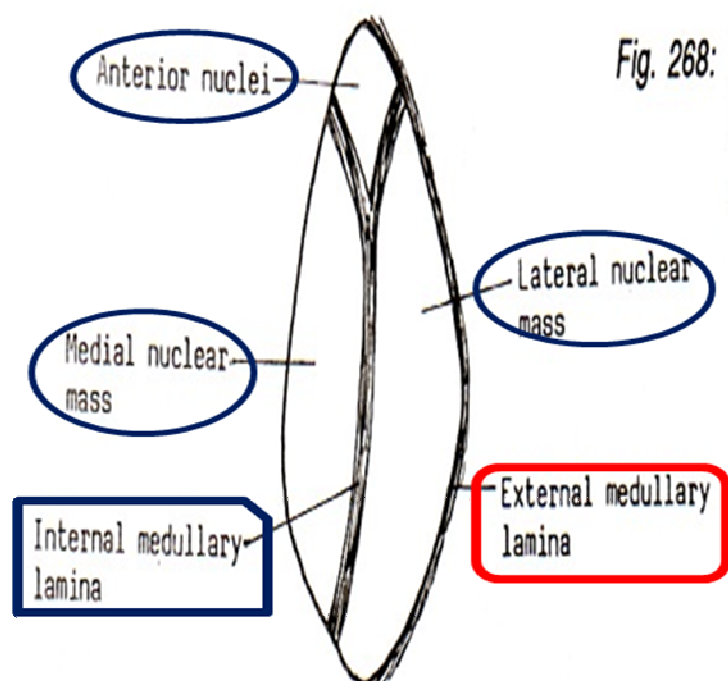 Anterior nuclei
Fig. 268:
Lateral nuclear
mass
Medial nuclear
mass
External medullary
lamina
Internal medullary
lamina